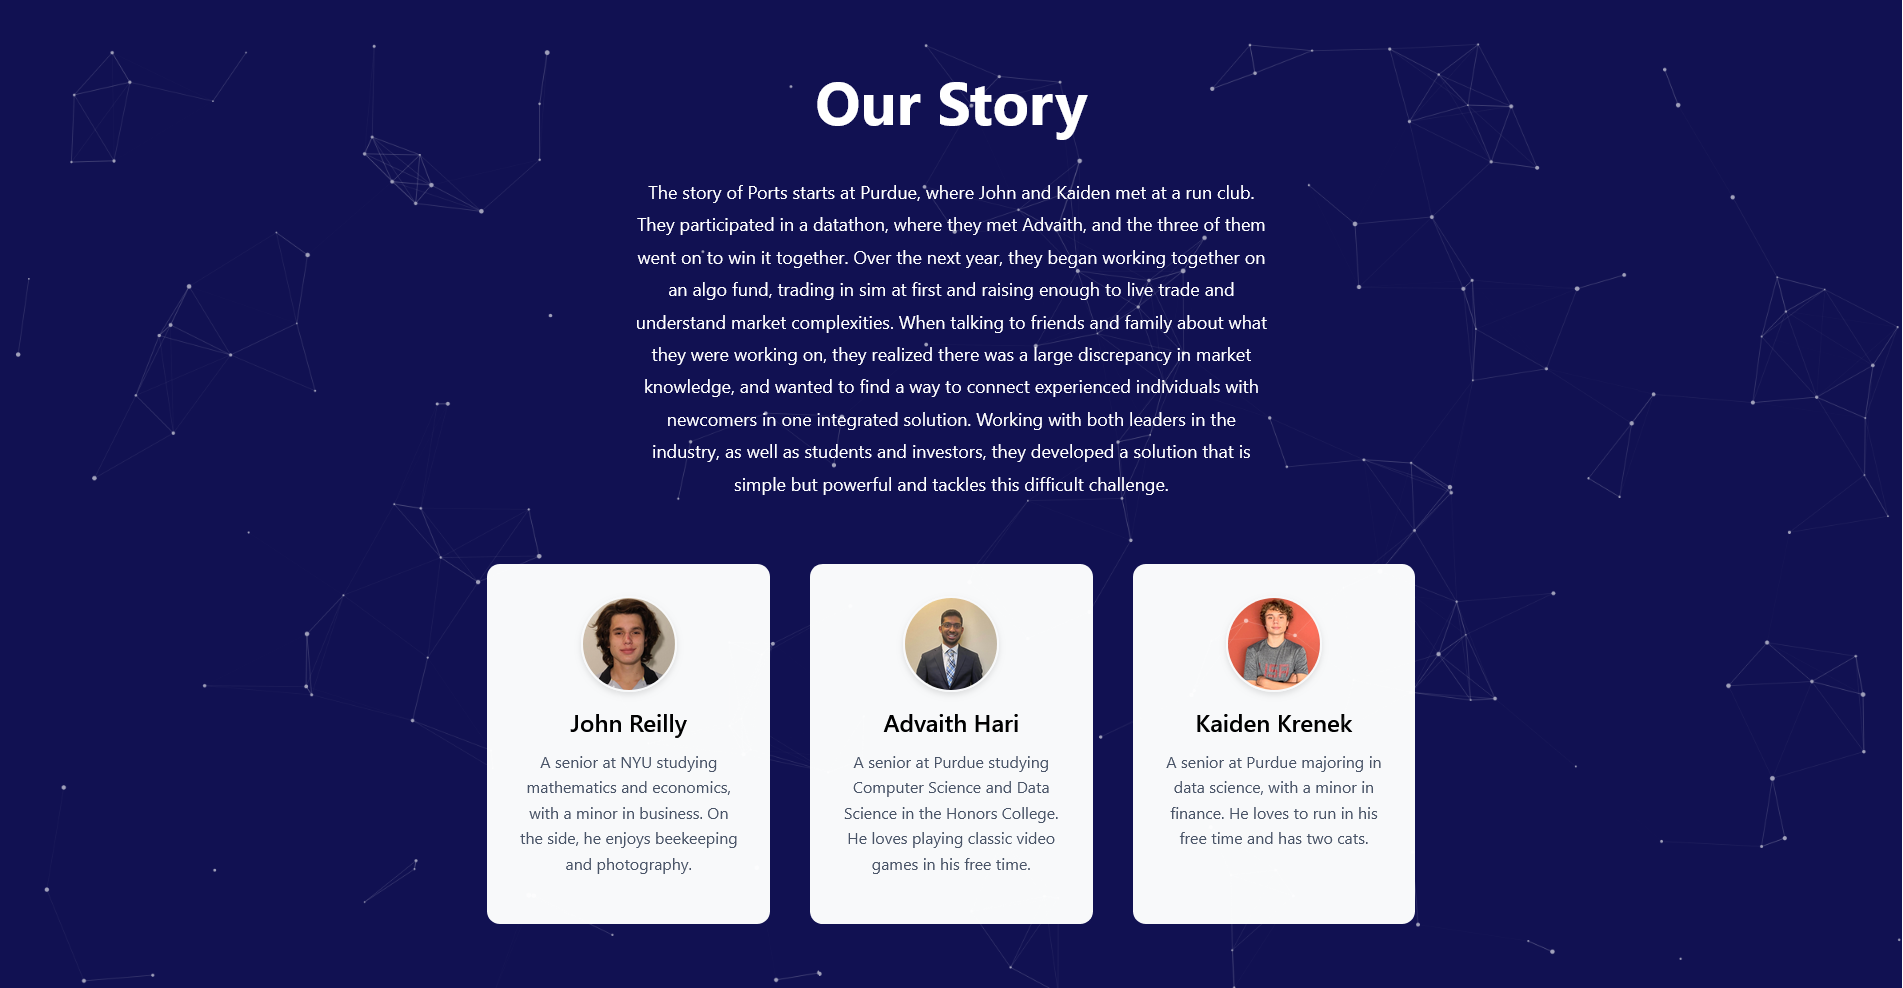 Our Story
The story of Ports starts at Purdue, where John and Kaiden met at a run club.
They participated in a datathon, where they met Advaith, and the three of them
went on to win it together. Over the next year, they began working together on
an algo fund, trading in sim at first and raising enough to live trade and
understand market complexities. When talking to friends and family about what
they were working on, they realized there was a large discrepancy in market
knowledge, and wanted to find a way to connect experienced individuals with
newcomers in one integrated solution. Working with both leaders in the
industry, as well as students and investors, they developed a solution that is
simple but powerful and tackles this difficult challenge.
John Reilly
A senior at NYU studying
mathematics and economics,
with a minor in business. On
the side, he enjoys beekeeping
and photography.
Advaith Hari
A senior at Purdue studying
Computer Science and Data
Science in the Honors College.
He loves playing classic video
games in his free time.
Kaiden Krenek
A senior at Purdue majoring in
data science, with a minor in
finance. He loves to run in his
free time and has two cats.